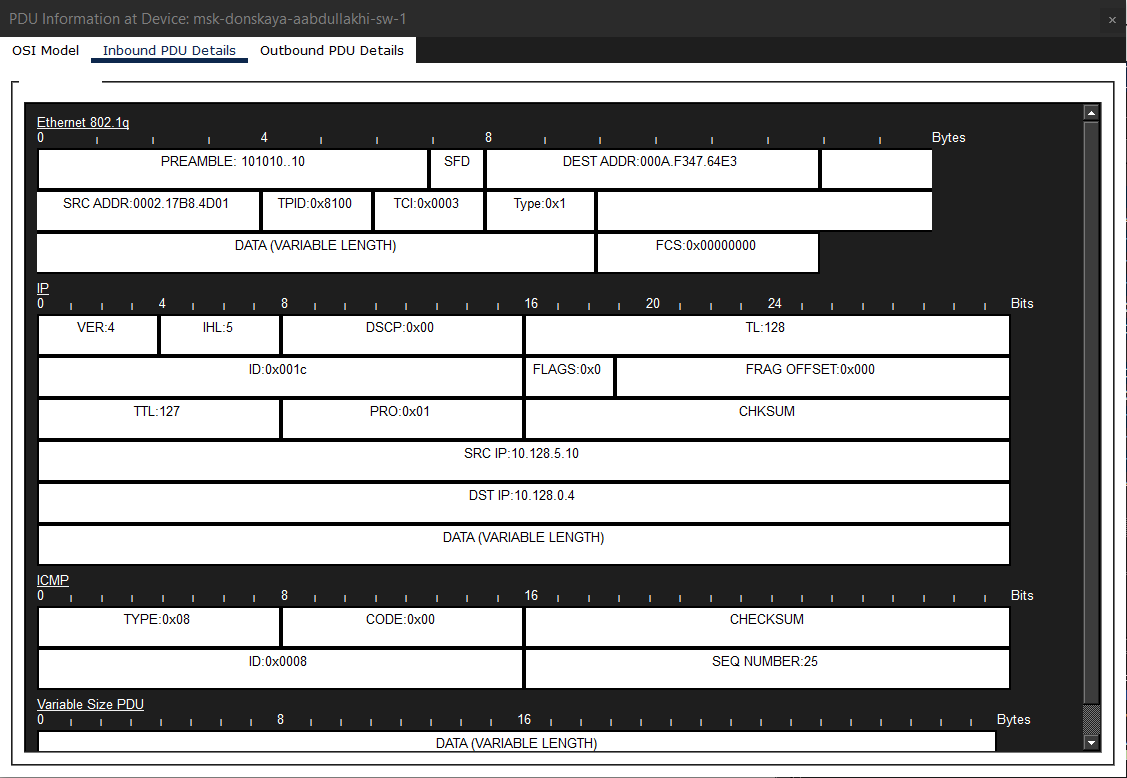 PDU Information at Device: msk-donskaya-aabdullakhi-sw-1
OSI Model Inbound PDU Details Outbound PDU Details
Ethernet 802.1q
0 4 8 Bytes
PREAMBLE: 101010..10 SFD DEST ADDR:000A.F347.64E3
SRC ADDR:0002.17B8.4D01 TPID:0x8100 TCI:0x0003 Type:0x1
DATA (VARIABLE LENGTH) FCS:0x00000000
IP
0 4 8 16 20 24 Bits
VER:4 IHL:5 DSCP:0x00 TL:128
ID:0x001c FLAGS:0x0 FRAG OFFSET:0x000
TTL:127 PRO:0x01 CHKSUM
SRC IP:10.128.5.10
DST IP:10.128.0.4
DATA (VARIABLE LENGTH)
ICMP
0 8 16 Bits
TYPE:0x08 CODE:0x00 CHECKSUM
ID:0x0008 SEQ NUMBER:25
Variable Size PDU
0 8 16 Bytes
DATA (VARIABLE LENGTH)